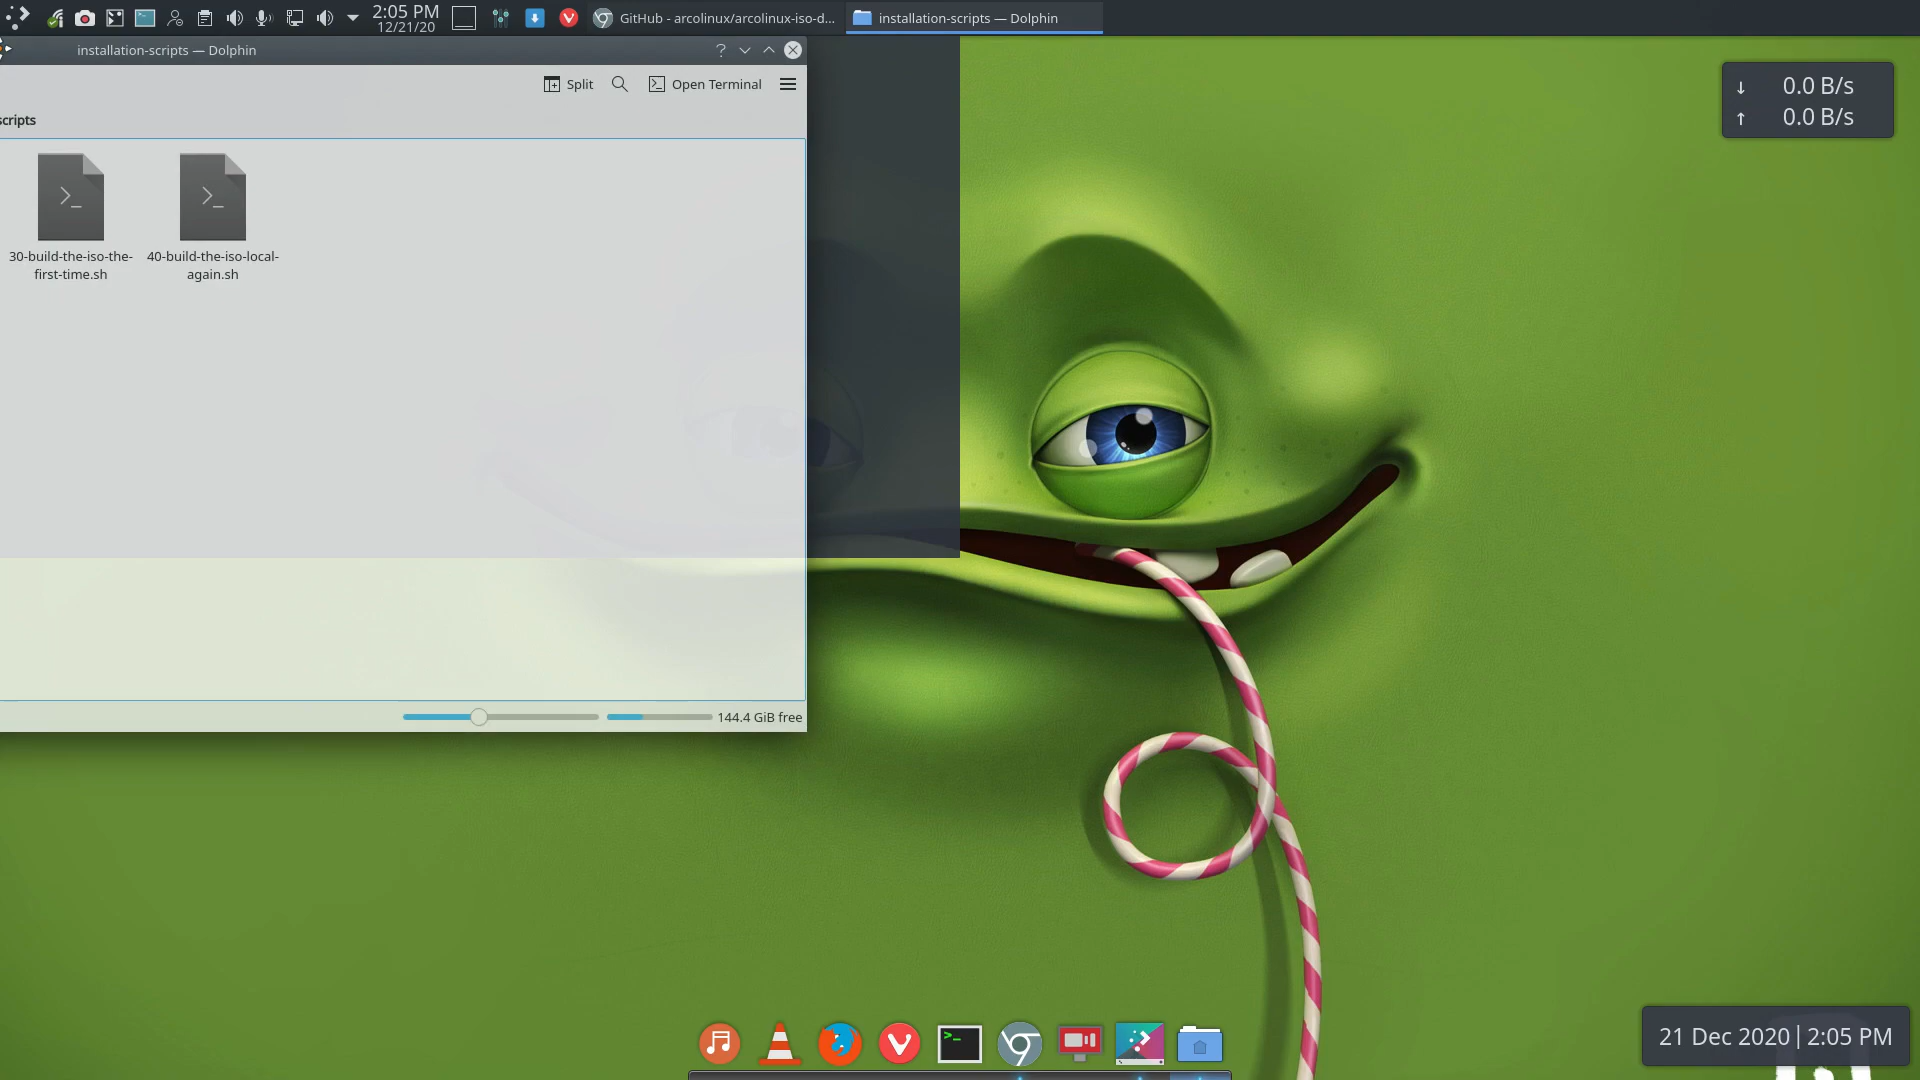 2:05 PM
12/21/20
GitHub - arcolinux/arcolinux-iso-d...
installation-scripts — Dolphin
installation-scripts — Dolphin
Split
Open Terminal
scripts
30-build-the-iso-the-
first-time.sh
40-build-the-iso-local-
again.sh
144.4 GiB free
↓ 0.0 B/s
↑ 0.0 B/s
21 Dec 2020|2:05 PM